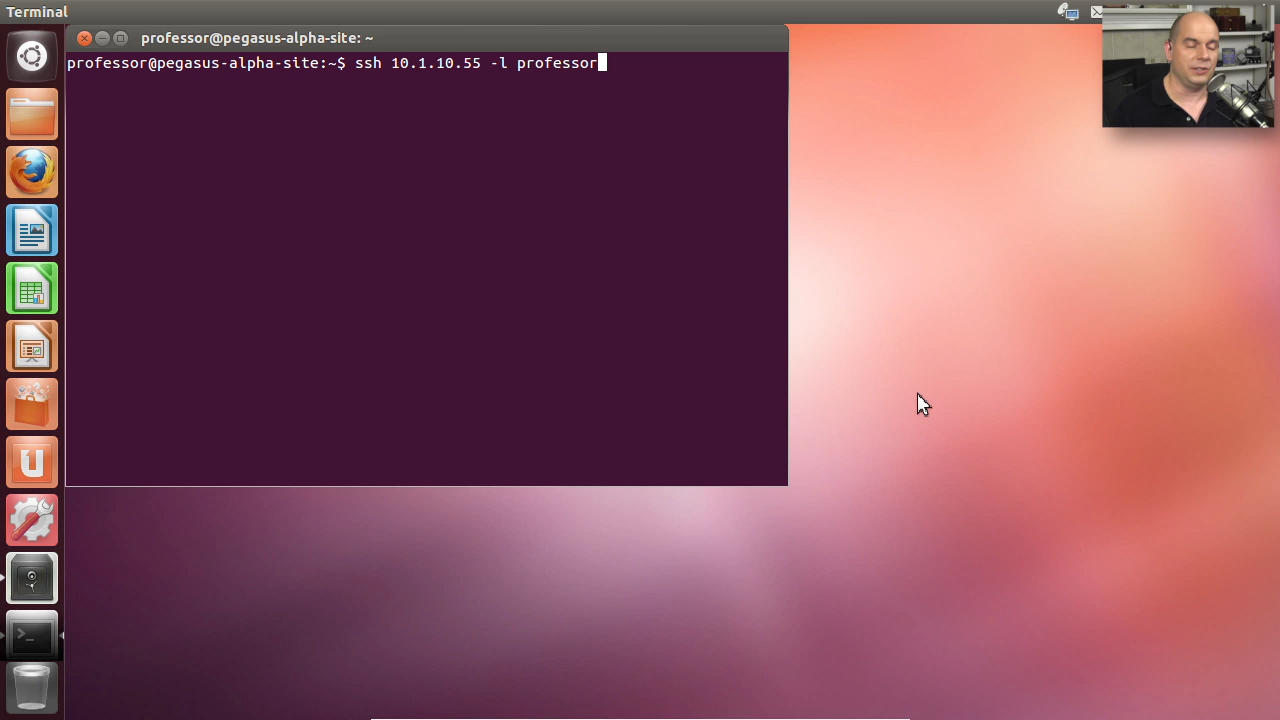 Terminal
professor@pegasus-alpha-site: ~
professor@pegasus-alpha-site:~$ ssh 10.1.10.55 -l professor